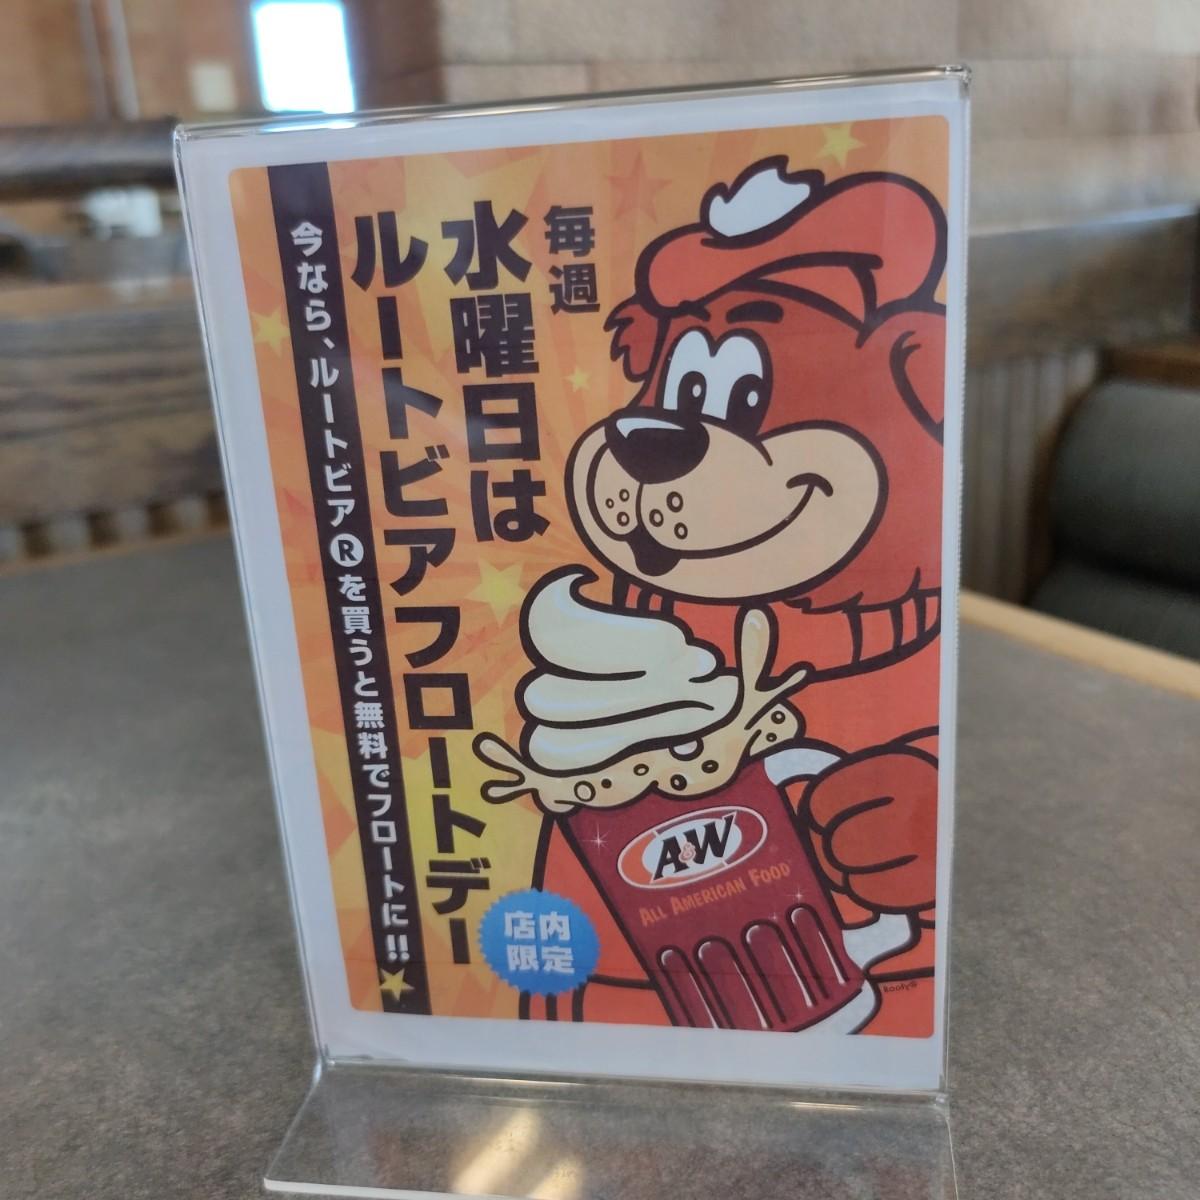 毎週
水曜日は
ルートビアフロートデー
今なら、ルートビアⓇを買うと無料でフロートに!!
店内
限定
A&W
ALL AMERICAN FOOD™
Rooty®